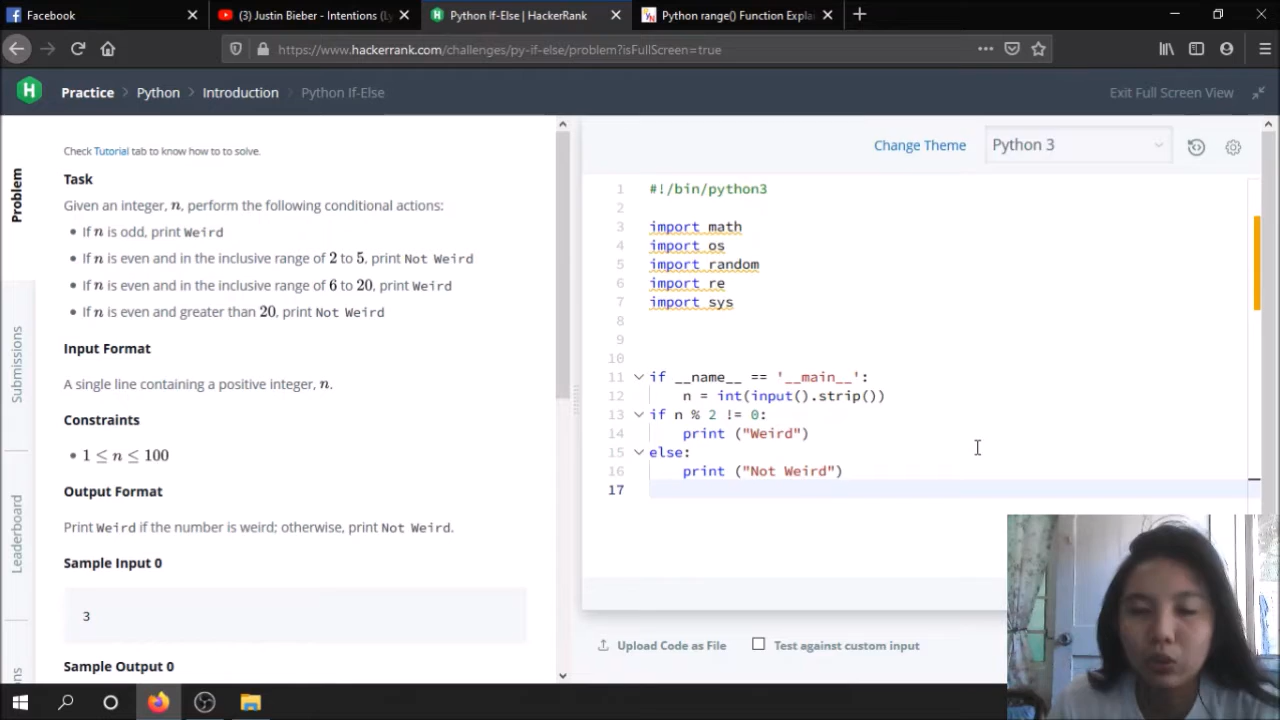 Facebook
Justin Bieber - Intentions (Ly
Python If-Else | HackerRank
Python range() Function Explai
https://www.hackerrank.com/challenges/py-if-else/problem?isFullScreen=true
H
Practice > Python > Introduction > Python If-Else
Exit Full Screen View
Problem
Submissions
Leaderboard
Check Tutorial tab to know how to to solve.
Task
Given an integer, n, perform the following conditional actions:
• If n is odd, print Weird
• If n is even and in the inclusive range of 2 to 5, print Not Weird
• If n is even and in the inclusive range of 6 to 20, print Weird
• If n is even and greater than 20, print Not Weird
Input Format
A single line containing a positive integer, n.
Constraints
• 1 ≤ n ≤ 100
Output Format
Print Weird if the number is weird; otherwise, print Not Weird.
Sample Input 0
3
Sample Output 0
Change Theme
Python 3
1 #!/bin/python3
2
3 import math
4 import os
5 import random
6 import re
7 import sys
8
9
10
11 if __name__ == '__main__':
12     n = int(input().strip())
13 if n % 2 != 0:
14     print ("Weird")
15 else:
16     print ("Not Weird")
17
Upload Code as File
Test against custom input